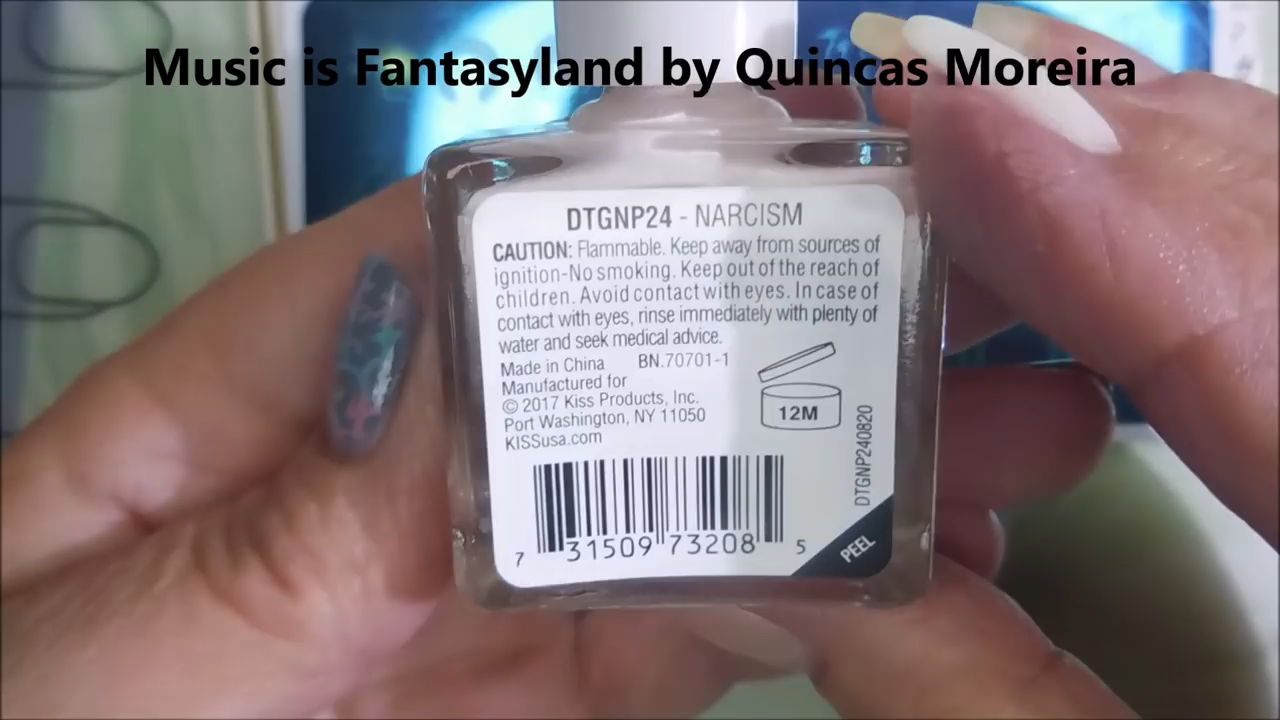 Music is Fantasyland by Quincas Moreira
DTGNP24 - NARCISM
CAUTION: Flammable. Keep away from sources of
ignition-No smoking. Keep out of the reach of
children. Avoid contact with eyes. In case of
contact with eyes, rinse immediately with plenty of
water and seek medical advice.
Made in China BN.70701-1
Manufactured for
© 2017 Kiss Products, Inc.
Port Washington, NY 11050
KISSusa.com
12M
DTGNP240820
7 31509 73208 5
PEEL